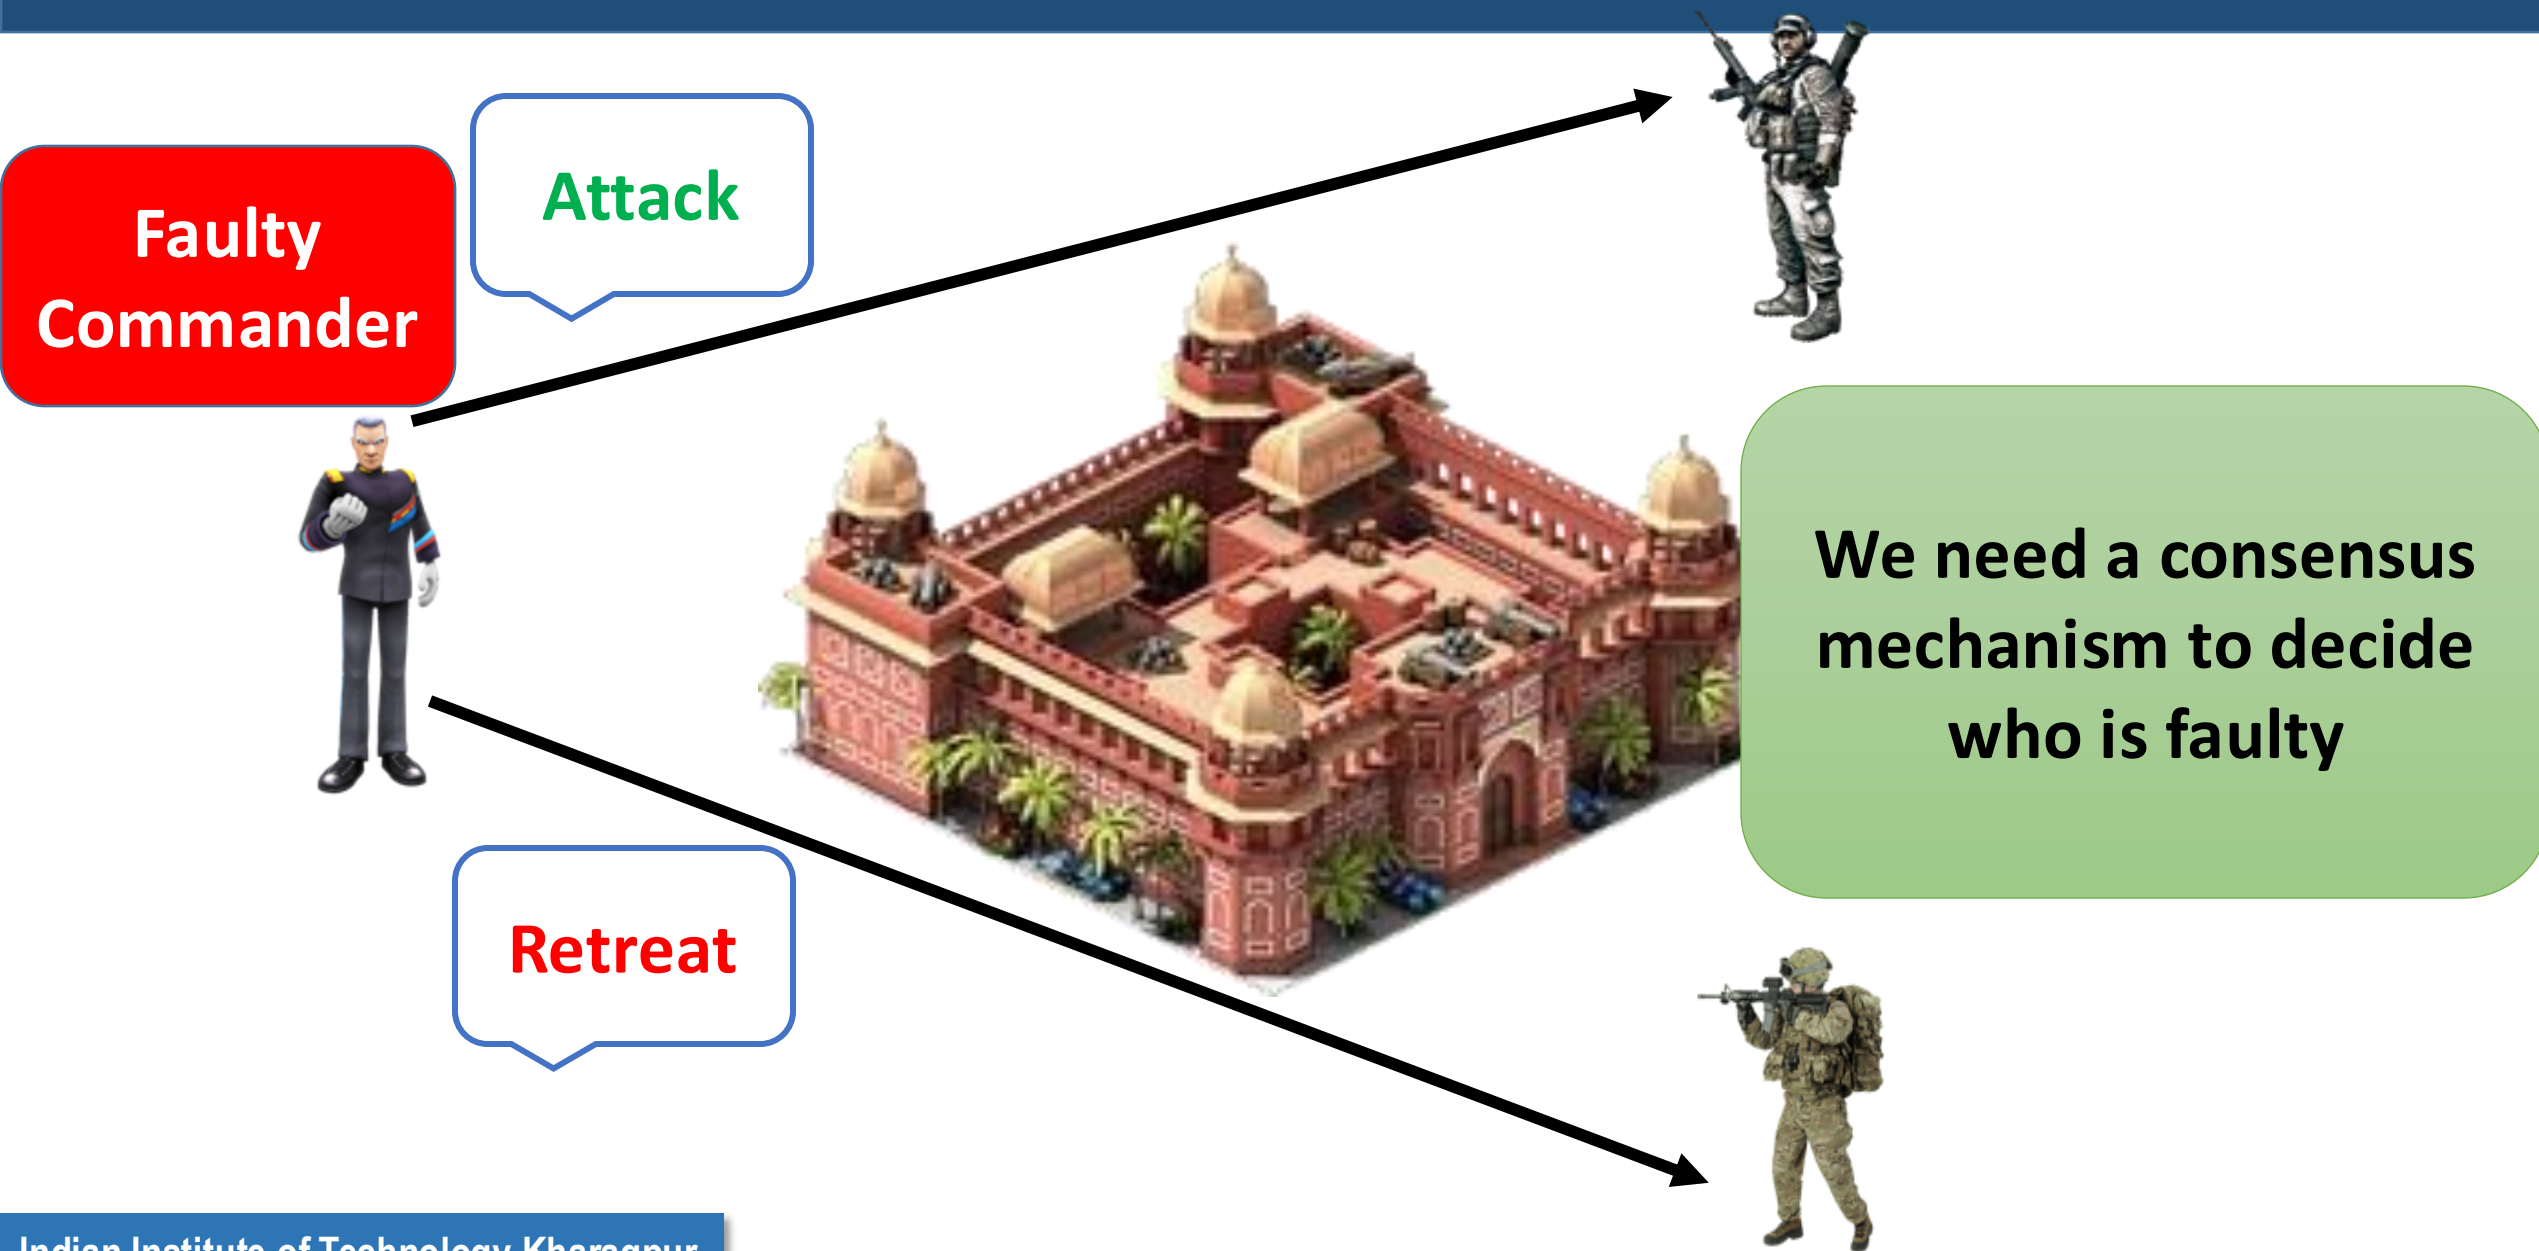 Attack
Faulty
Commander
We need a consensus
mechanism to decide
who is faulty
Retreat
Indian Institute of Technology Kharagpur